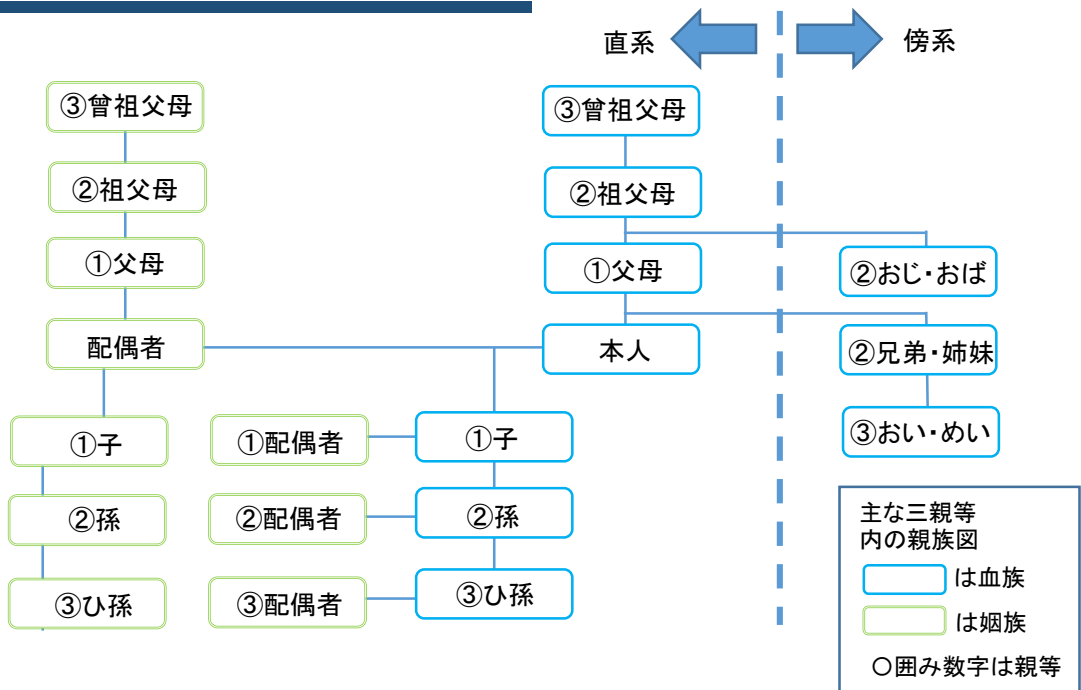 直系
傍系
③曾祖父母
③曾祖父母
②祖父母
②祖父母
①父母
①父母
②おじ・おば
配偶者
本人
②兄弟・姉妹
①子
①配偶者
①子
③おい・めい
②孫
②配偶者
②孫
③ひ孫
③配偶者
③ひ孫
主な三親等
内の親族図
は血族
は姻族
○囲み数字は親等